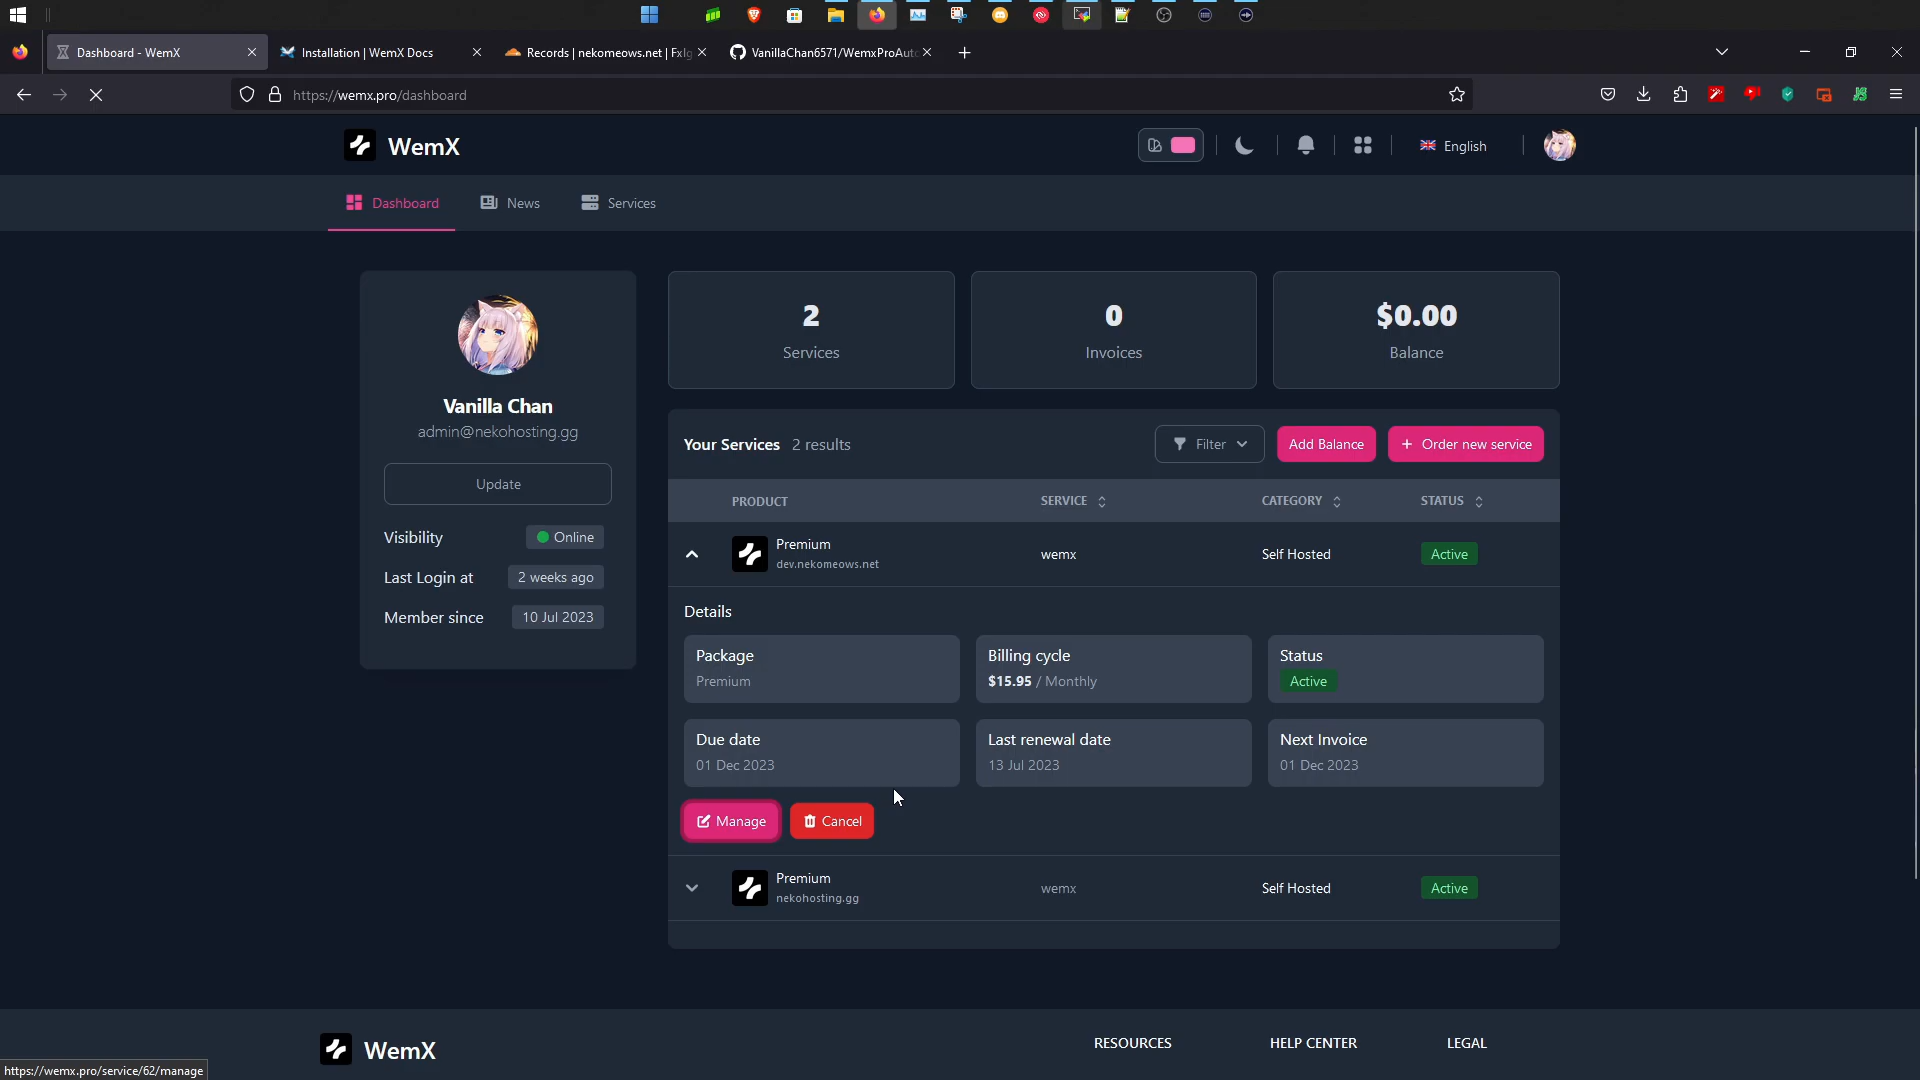 Dashboard - WemX
Installation | WemX Docs
Records | nekomeows.net | FxIg
VanillaChan6571/WemxProAuto
https://wemx.pro/dashboard
WemX
English
Dashboard
News
Services
Vanilla Chan
admin@nekohosting.gg
Update
Visibility
Online
Last Login at
2 weeks ago
Member since
10 Jul 2023
2
Services
0
Invoices
$0.00
Balance
Your Services 2 results
Filter
Add Balance
+ Order new service
PRODUCT
SERVICE
CATEGORY
STATUS
Premium
dev.nekomeows.net
wemx
Self Hosted
Active
Details
Package
Premium
Billing cycle
$15.95 / Monthly
Status
Active
Due date
01 Dec 2023
Last renewal date
13 Jul 2023
Next Invoice
01 Dec 2023
Manage
Cancel
Premium
nekohosting.gg
wemx
Self Hosted
Active
WemX
RESOURCES
HELP CENTER
LEGAL
https://wemx.pro/service/62/manage